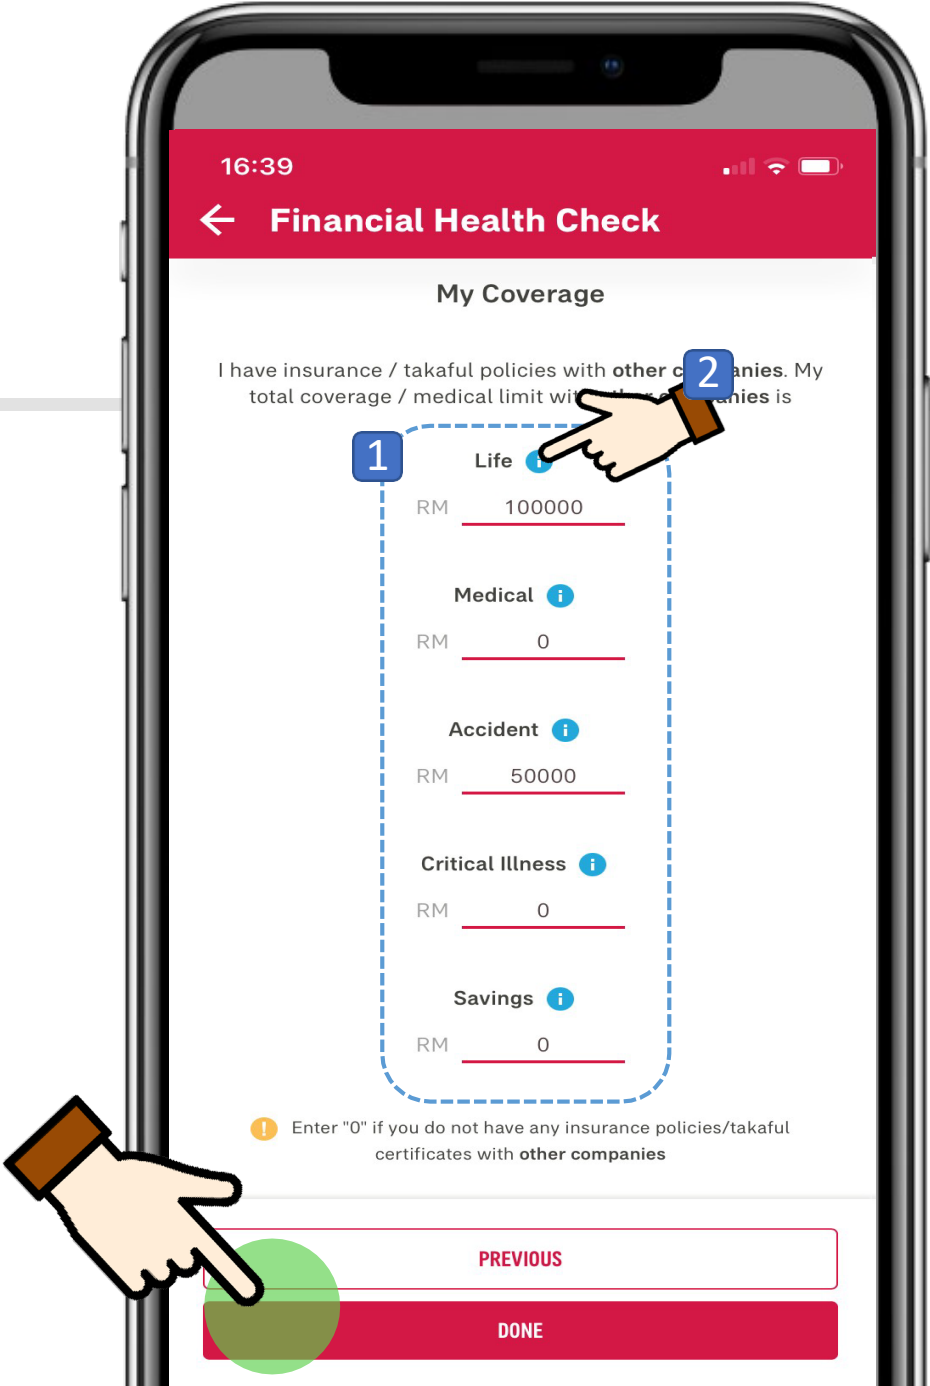 16:39
Financial Health Check
My Coverage
I have insurance / takaful policies with other anies. My
total coverage / medical limit is
2
1
Life i
RM 100000
Medical i
RM 0
Accident i
RM 50000
Critical Illness i
RM 0
Savings i
RM 0
! Enter "0" if you do not have any insurance policies/takaful
certificates with other companies
PREVIOUS
DONE